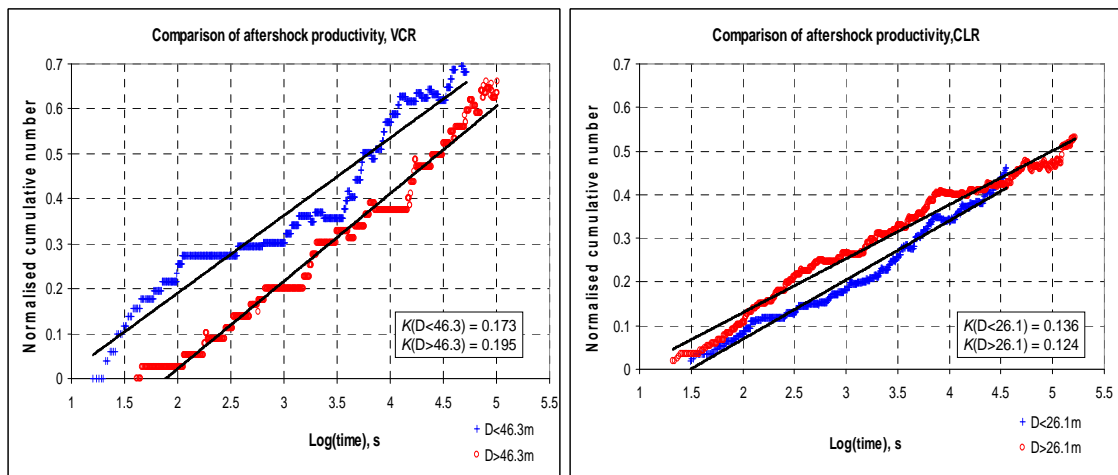 Comparison of aftershock productivity, VCR
Normalised cumulative number
0.7
0.6
0.5
0.4
0.3
0.2
0.1
0
K(D<46.3) = 0.173
K(D>46.3) = 0.195
1 1.5 2 2.5 3 3.5 4 4.5 5 5.5
Log(time), s
D<46.3m
D>46.3m
Comparison of aftershock productivity,CLR
Normalised cumulative number
0.7
0.6
0.5
0.4
0.3
0.2
0.1
0
K(D<26.1) = 0.136
K(D>26.1) = 0.124
1 1.5 2 2.5 3 3.5 4 4.5 5 5.5
Log(time), s
D<26.1m
D>26.1m